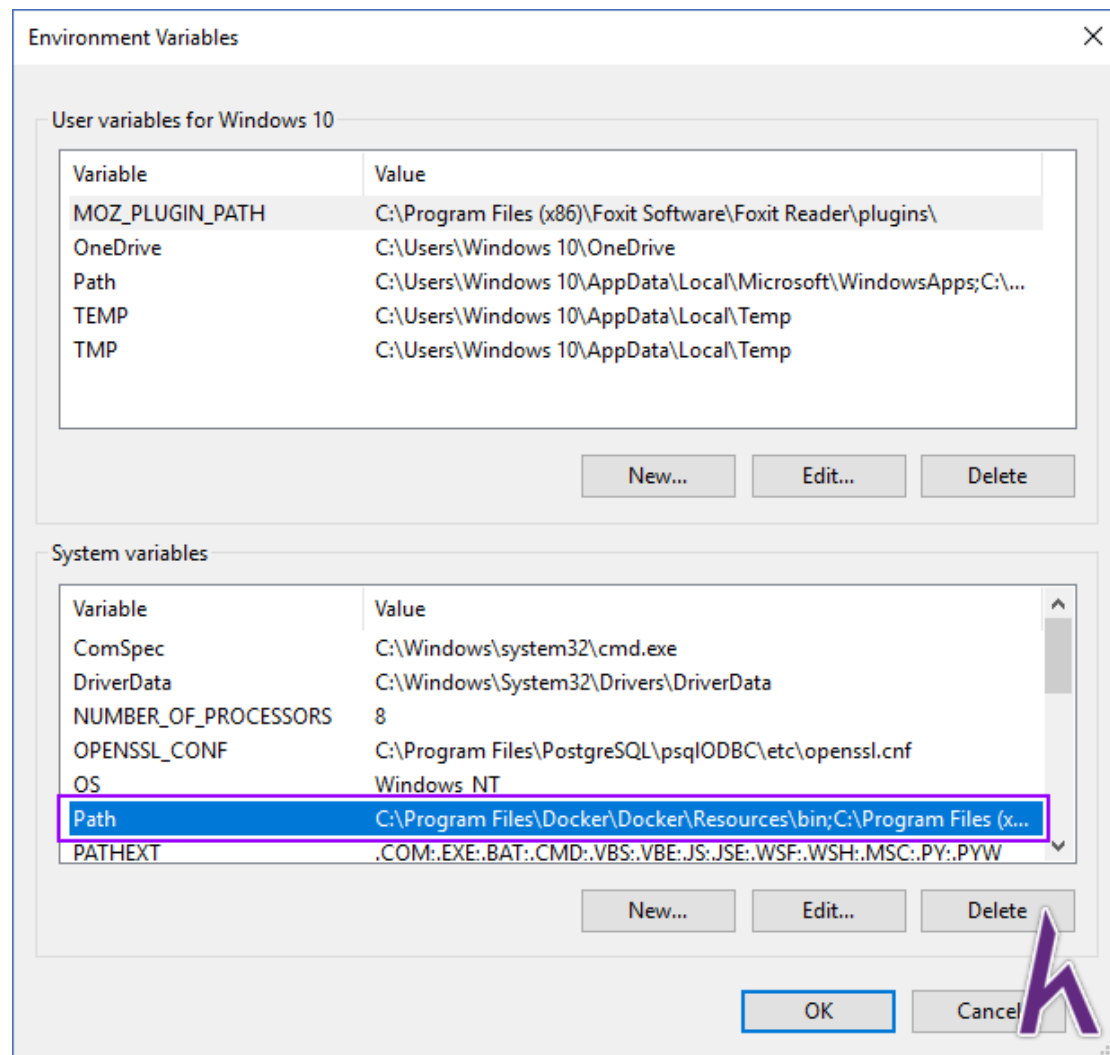 Environment Variables
User variables for Windows 10
Variable Value
MOZ_PLUGIN_PATH C:\Program Files (x86)\Foxit Software\Foxit Reader\plugins\
OneDrive C:\Users\Windows 10\OneDrive
Path C:\Users\Windows 10\AppData\Local\Microsoft\WindowsApps;C:\...
TEMP C:\Users\Windows 10\AppData\Local\Temp
TMP C:\Users\Windows 10\AppData\Local\Temp
New... Edit... Delete
System variables
Variable Value
ComSpec C:\Windows\system32\cmd.exe
DriverData C:\Windows\System32\Drivers\DriverData
NUMBER_OF_PROCESSORS 8
OPENSSL_CONF C:\Program Files\PostgreSQL\psqlODBC\etc\openssl.cnf
OS Windows_NT
Path C:\Program Files\Docker\Docker\Resources\bin;C:\Program Files (x...
PATHEXT .COM;.EXE;.BAT;.CMD;.VBS;.VBE;.JS;.JSE;.WSF;.WSH;.MSC;.PY;.PYW
New... Edit... Delete
OK Cancel
h